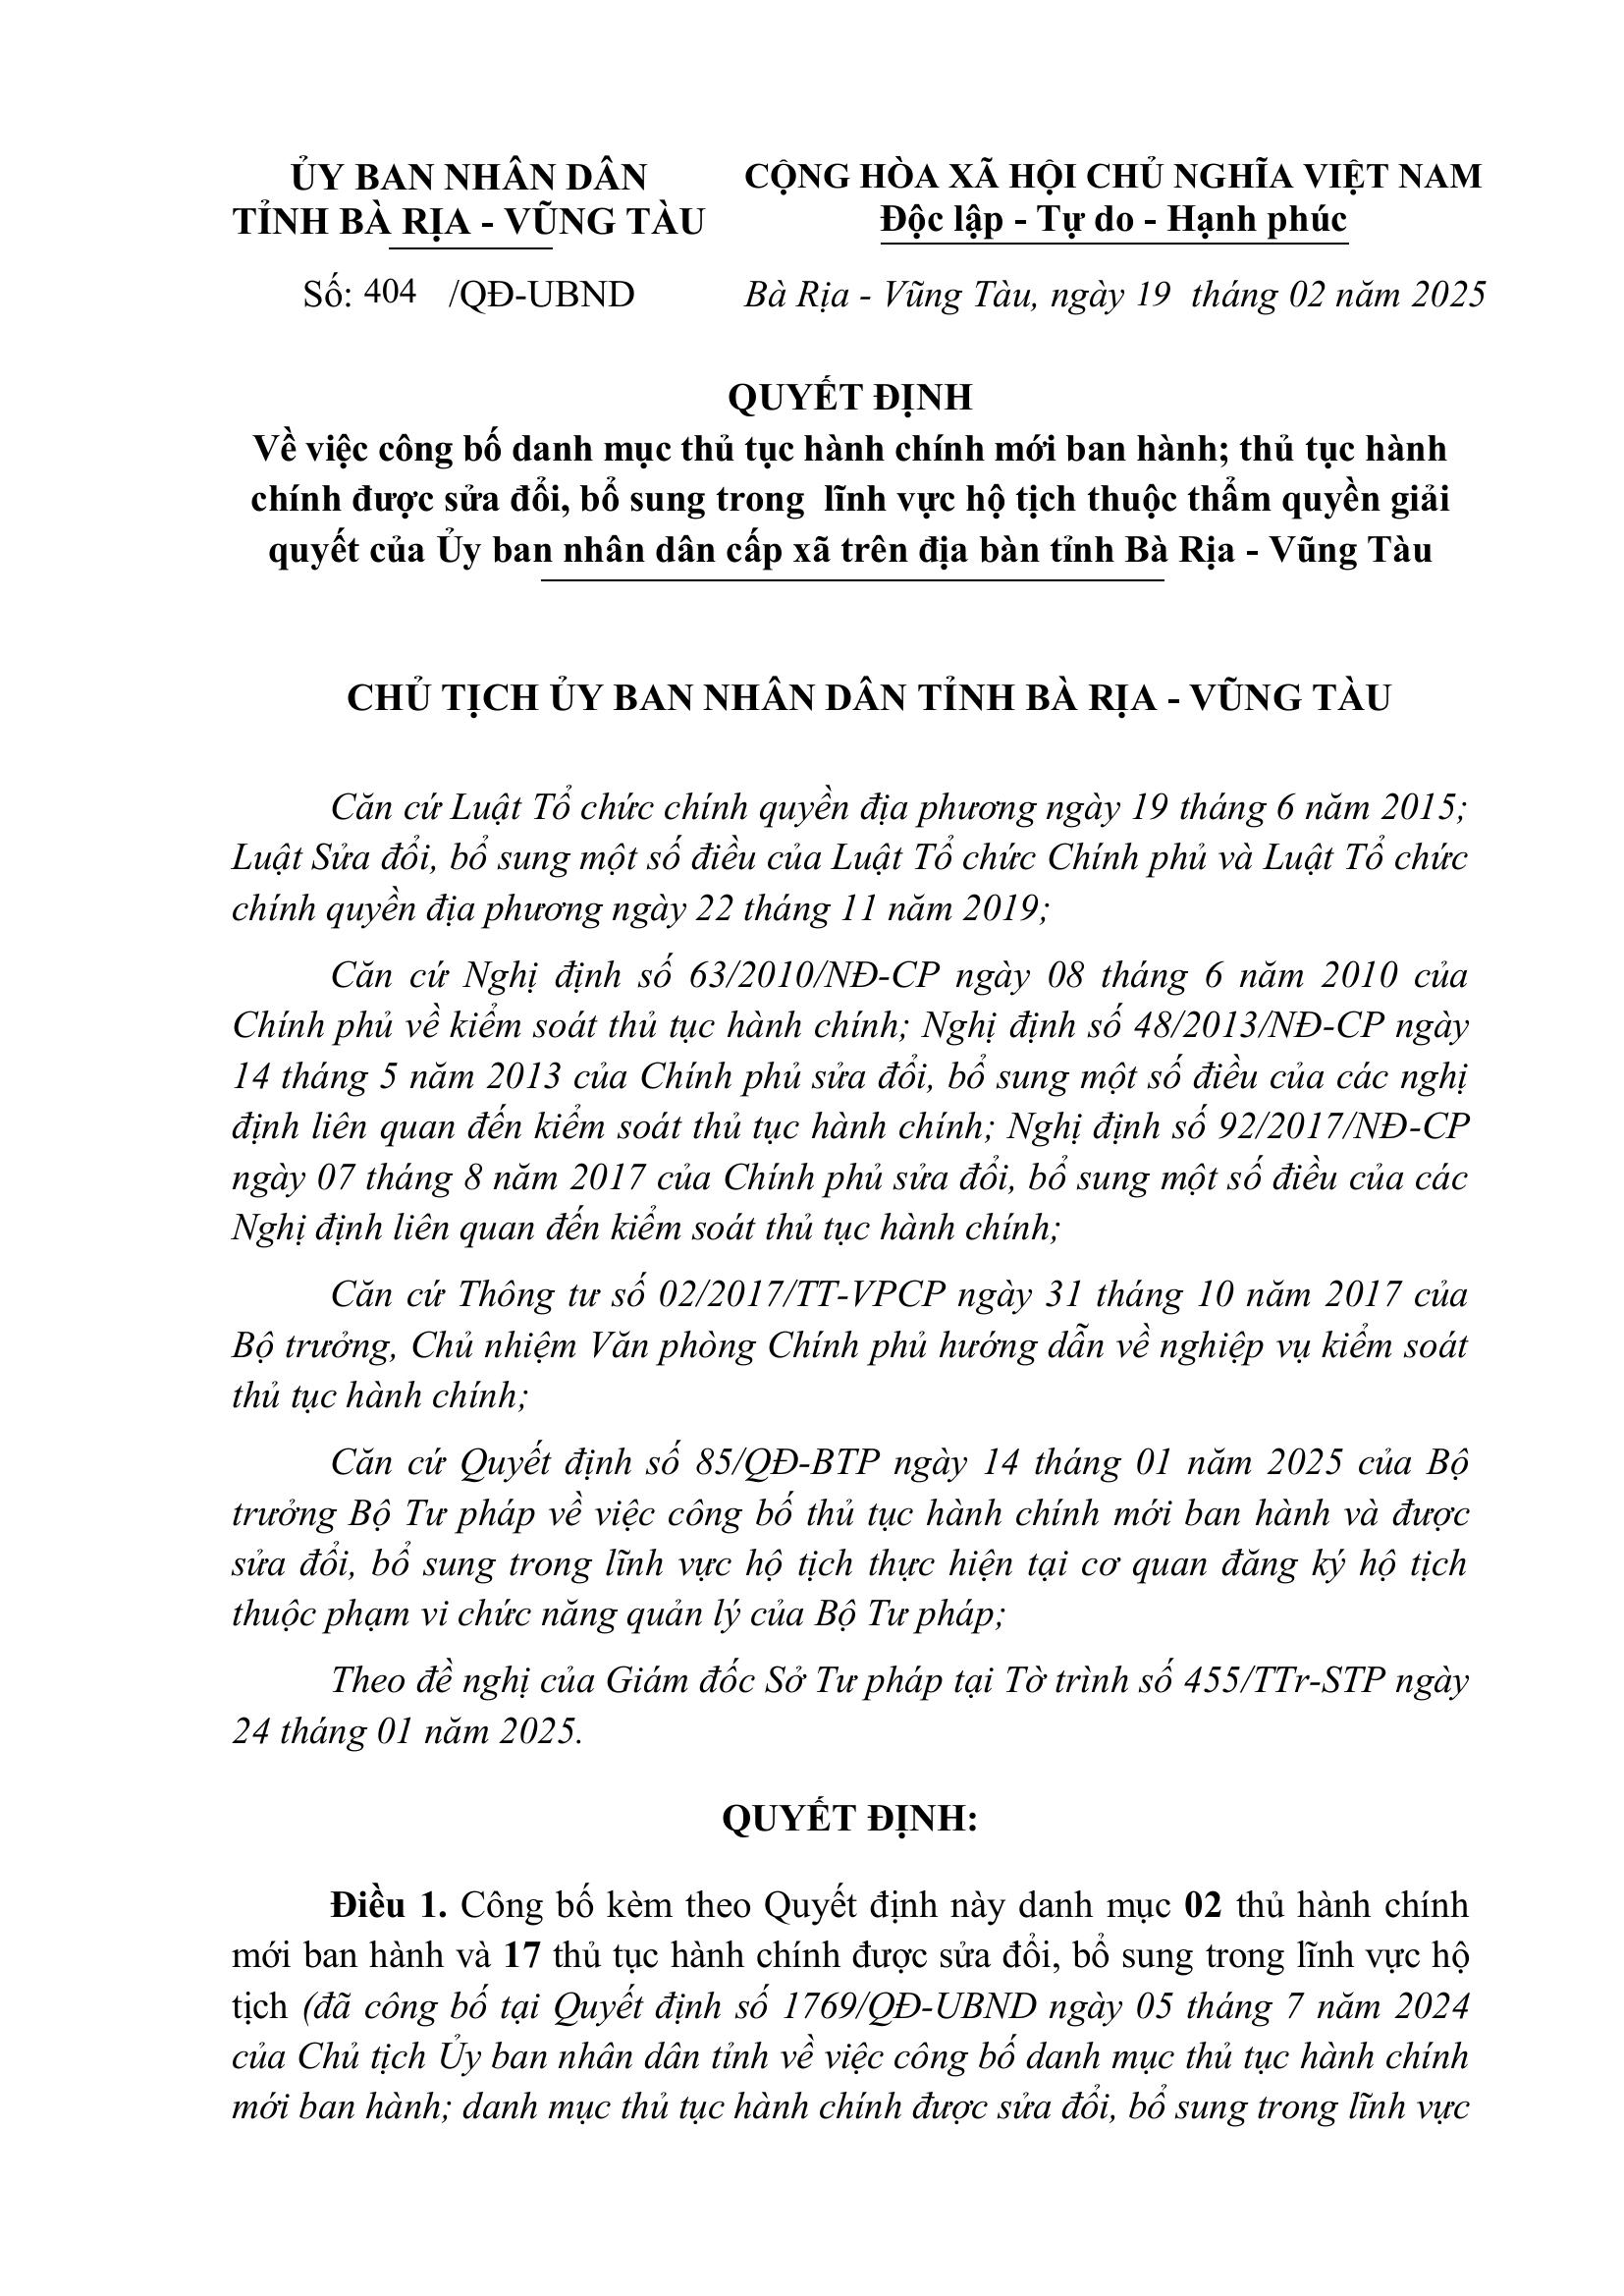 ỦY BAN NHÂN DÂN
TỈNH BÀ RỊA - VŨNG TÀU
Số: 404 /QĐ-UBND
CỘNG HÒA XÃ HỘI CHỦ NGHĨA VIỆT NAM
Độc lập - Tự do - Hạnh phúc
Bà Rịa - Vũng Tàu, ngày 19 tháng 02 năm 2025
QUYẾT ĐỊNH
Về việc công bố danh mục thủ tục hành chính mới ban hành; thủ tục hành
chính được sửa đổi, bổ sung trong lĩnh vực hộ tịch thuộc thẩm quyền giải
quyết của Ủy ban nhân dân cấp xã trên địa bàn tỉnh Bà Rịa - Vũng Tàu
CHỦ TỊCH ỦY BAN NHÂN DÂN TỈNH BÀ RỊA - VŨNG TÀU
Căn cứ Luật Tổ chức chính quyền địa phương ngày 19 tháng 6 năm 2015;
Luật Sửa đổi, bổ sung một số điều của Luật Tổ chức Chính phủ và Luật Tổ chức
chính quyền địa phương ngày 22 tháng 11 năm 2019;
Căn cứ Nghị định số 63/2010/NĐ-CP ngày 08 tháng 6 năm 2010 của
Chính phủ về kiểm soát thủ tục hành chính; Nghị định số 48/2013/NĐ-CP ngày
14 tháng 5 năm 2013 của Chính phủ sửa đổi, bổ sung một số điều của các nghị
định liên quan đến kiểm soát thủ tục hành chính; Nghị định số 92/2017/NĐ-CP
ngày 07 tháng 8 năm 2017 của Chính phủ sửa đổi, bổ sung một số điều của các
Nghị định liên quan đến kiểm soát thủ tục hành chính;
Căn cứ Thông tư số 02/2017/TT-VPCP ngày 31 tháng 10 năm 2017 của
Bộ trưởng, Chủ nhiệm Văn phòng Chính phủ hướng dẫn về nghiệp vụ kiểm soát
thủ tục hành chính;
Căn cứ Quyết định số 85/QĐ-BTP ngày 14 tháng 01 năm 2025 của Bộ
trưởng Bộ Tư pháp về việc công bố thủ tục hành chính mới ban hành và được
sửa đổi, bổ sung trong lĩnh vực hộ tịch thực hiện tại cơ quan đăng ký hộ tịch
thuộc phạm vi chức năng quản lý của Bộ Tư pháp;
Theo đề nghị của Giám đốc Sở Tư pháp tại Tờ trình số 455/TTr-STP ngày
24 tháng 01 năm 2025.
QUYẾT ĐỊNH:
Điều 1. Công bố kèm theo Quyết định này danh mục 02 thủ hành chính
mới ban hành và 17 thủ tục hành chính được sửa đổi, bổ sung trong lĩnh vực hộ
tịch (đã công bố tại Quyết định số 1769/QĐ-UBND ngày 05 tháng 7 năm 2024
của Chủ tịch Ủy ban nhân dân tỉnh về việc công bố danh mục thủ tục hành chính
mới ban hành; danh mục thủ tục hành chính được sửa đổi, bổ sung trong lĩnh vực